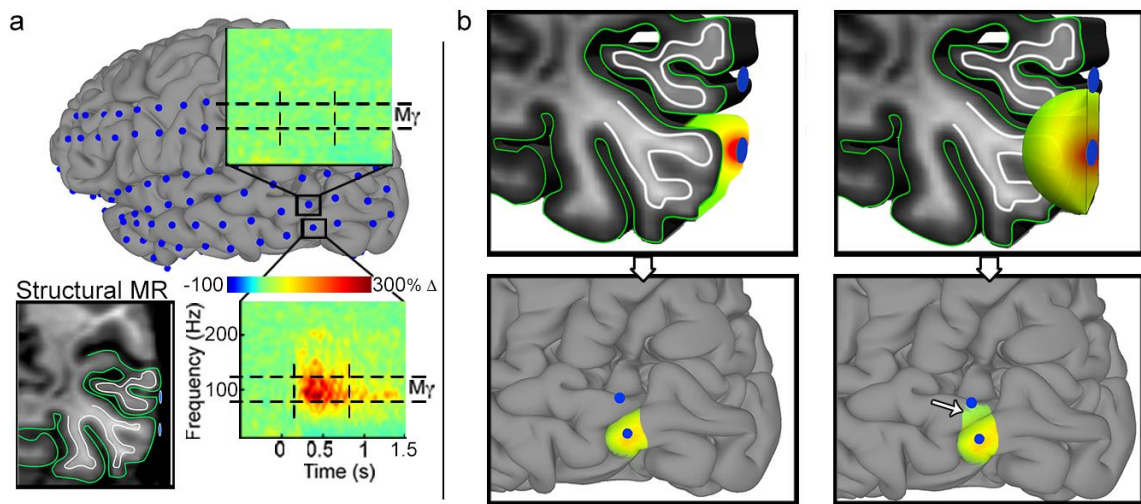 a
b
Mγ
Structural MR
-100
300% Δ
Frequency (Hz)
200
100
Mγ
0
0.5
1
1.5
Time (s)